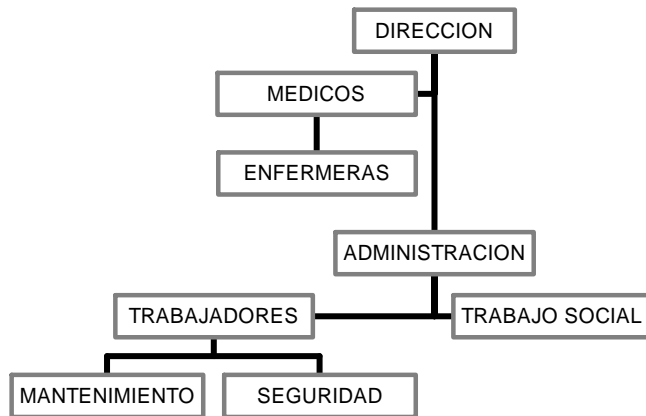 DIRECCION
MEDICOS
ENFERMERAS
ADMINISTRACION
TRABAJADORES
TRABAJO SOCIAL
MANTENIMIENTO
SEGURIDAD